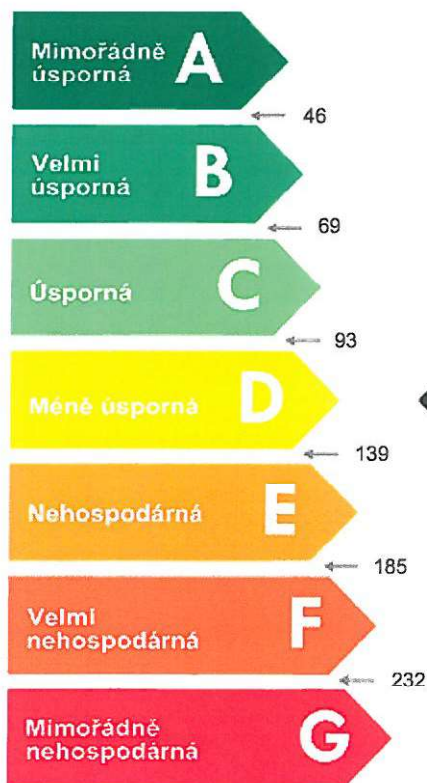 Mimořádně
úsporná A
46
Velmi
úsporná B
69
Úsporná C
93
Méně úsporná D
139
Nehospodárná E
185
Velmi
nehospodárná F
232
Mimořádně
nehospodárná G